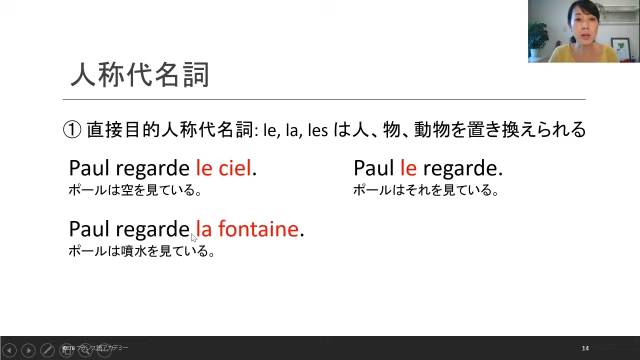 人称代名詞
① 直接目的人称代名詞: le, la, les は人、物、動物を置き換えられる
Paul regarde le ciel.
ポールは空を見ている。
Paul le regarde.
ポールはそれを見ている。
Paul regarde la fontaine.
ポールは噴水を見ている。
14